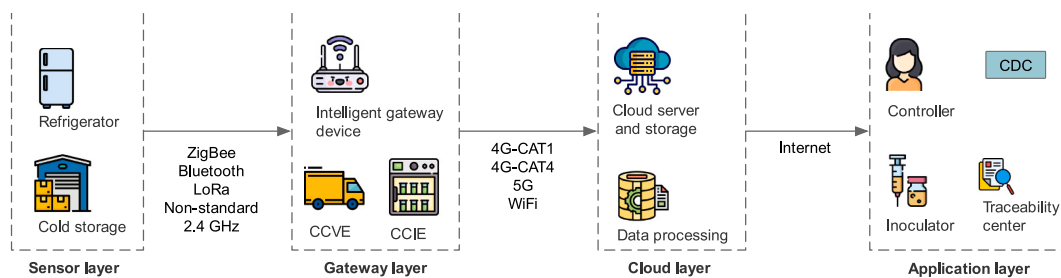 Refrigerator
Cold storage
Sensor layer
ZigBee
Bluetooth
LoRa
Non-standard
2.4 GHz
Intelligent gateway
device
CCVE
CCIE
Gateway layer
4G-CAT1
4G-CAT4
5G
WiFi
Cloud server
and storage
Data processing
Cloud layer
Internet
Controller
CDC
Inoculator
Traceability
center
Application layer